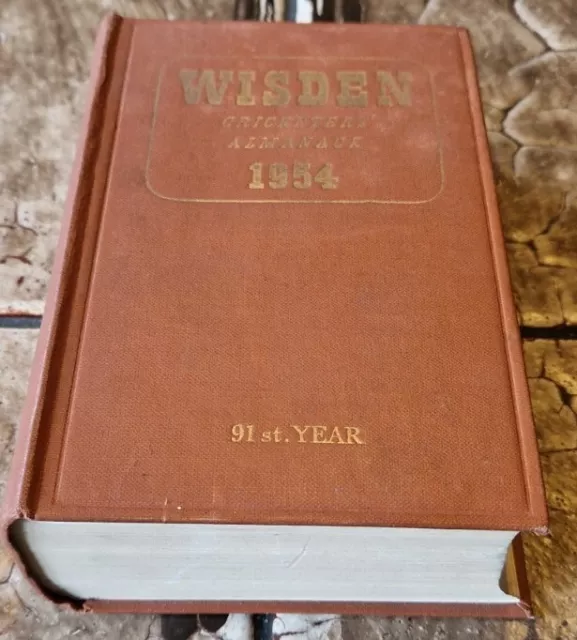 WISDEN
CRICKETERS'
ALMANACK
1954
91 st. YEAR